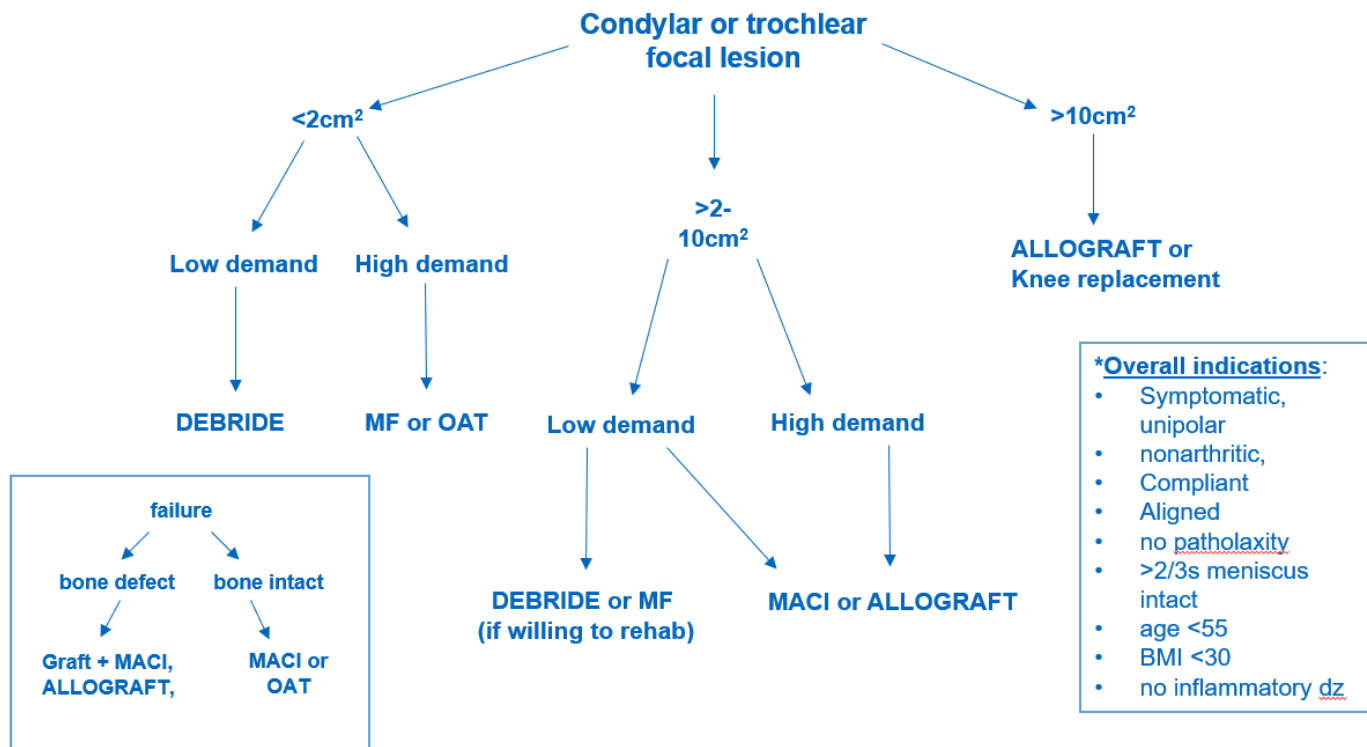 Condylar or trochlear
focal lesion
<2cm²
>10cm²
>2-
10cm²
Low demand
High demand
ALLOGRAFT or
Knee replacement
DEBRIDE
MF or OAT
Low demand
High demand
DEBRIDE or MF
(if willing to rehab)
MACI or ALLOGRAFT
failure
bone defect
bone intact
Graft + MACI,
ALLOGRAFT,
MACI or
OAT
*Overall indications:
• Symptomatic,
unipolar
• nonarthritic,
• Compliant
• Aligned
• no patholaxity
• >2/3s meniscus
intact
• age <55
• BMI <30
• no inflammatory dz